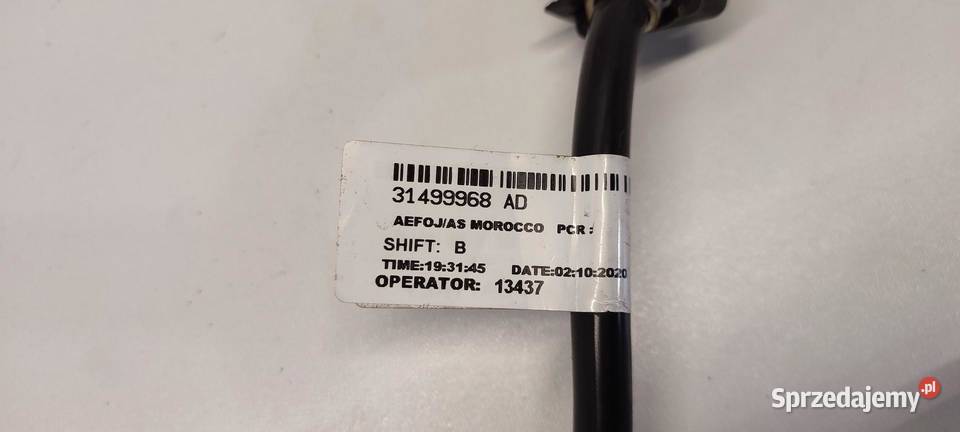 31499968 AD
AEFOJ/AS MOROCCO PCR :
SHIFT: B
TIME:19:31:45 DATE:02:10:2020
OPERATOR: 13437
Sprzedajemy.pl